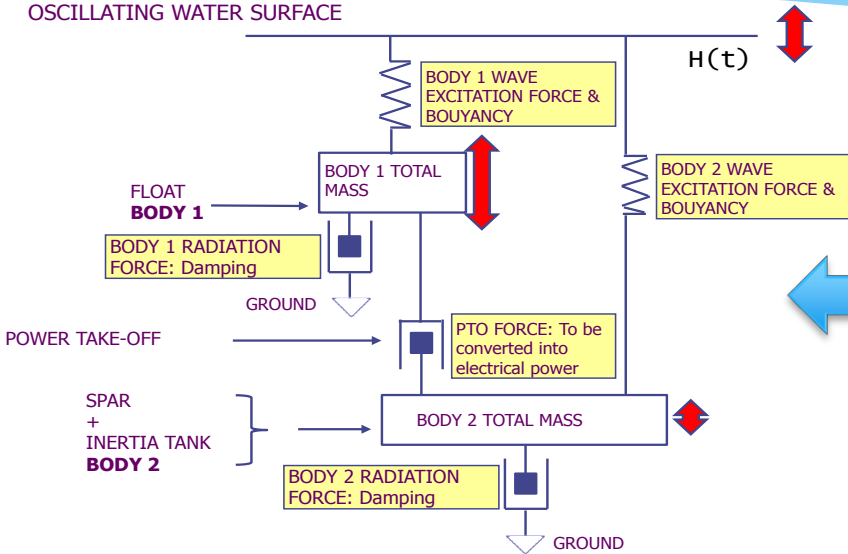 OSCILLATING WATER SURFACE
H(t)
BODY 1 WAVE
EXCITATION FORCE &
BOUYANCY
BODY 1 TOTAL
MASS
BODY 2 WAVE
EXCITATION FORCE &
BOUYANCY
FLOAT
BODY 1
BODY 1 RADIATION
FORCE: Damping
GROUND
POWER TAKE-OFF
PTO FORCE: To be
converted into
electrical power
SPAR
+
INERTIA TANK
BODY 2
BODY 2 TOTAL MASS
BODY 2 RADIATION
FORCE: Damping
GROUND